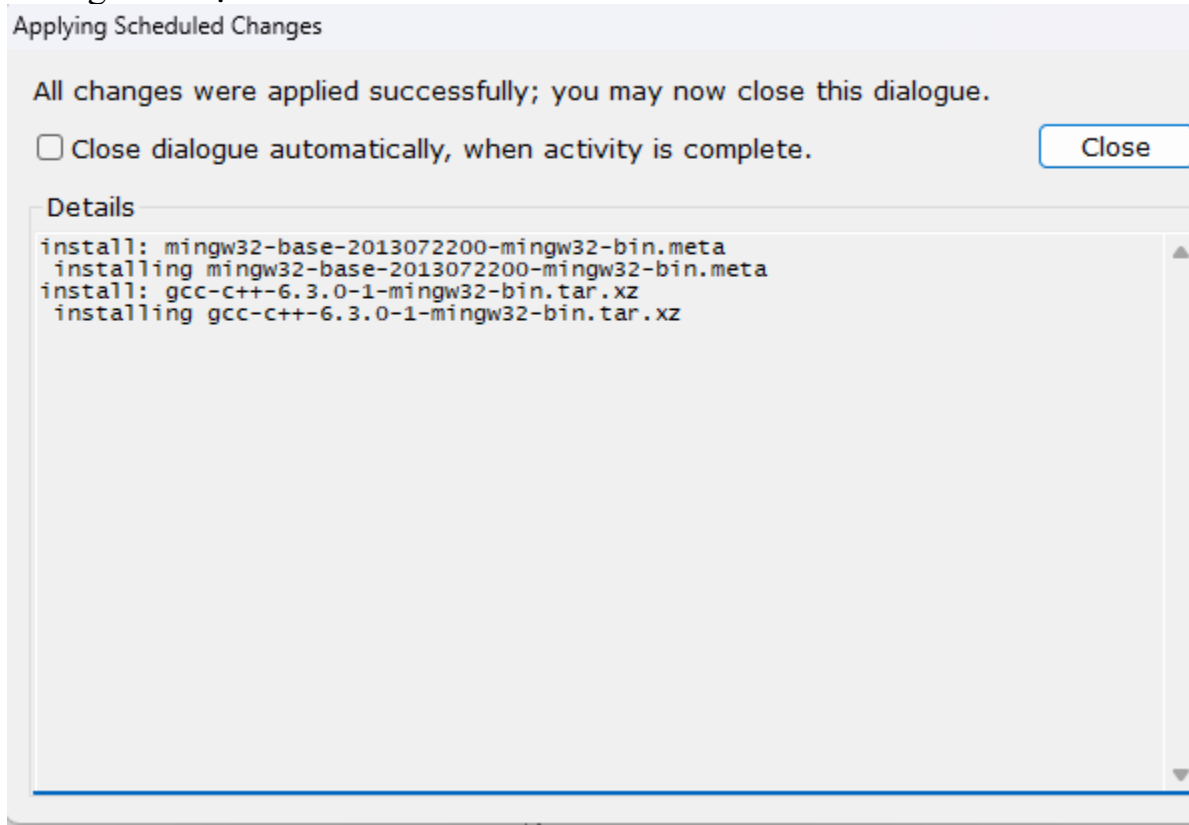 Applying Scheduled Changes
All changes were applied successfully; you may now close this dialogue.
Close dialogue automatically, when activity is complete.
Close
Details
install: mingw32-base-2013072200-mingw32-bin.meta
installing mingw32-base-2013072200-mingw32-bin.meta
install: gcc-c++-6.3.0-1-mingw32-bin.tar.xz
installing gcc-c++-6.3.0-1-mingw32-bin.tar.xz